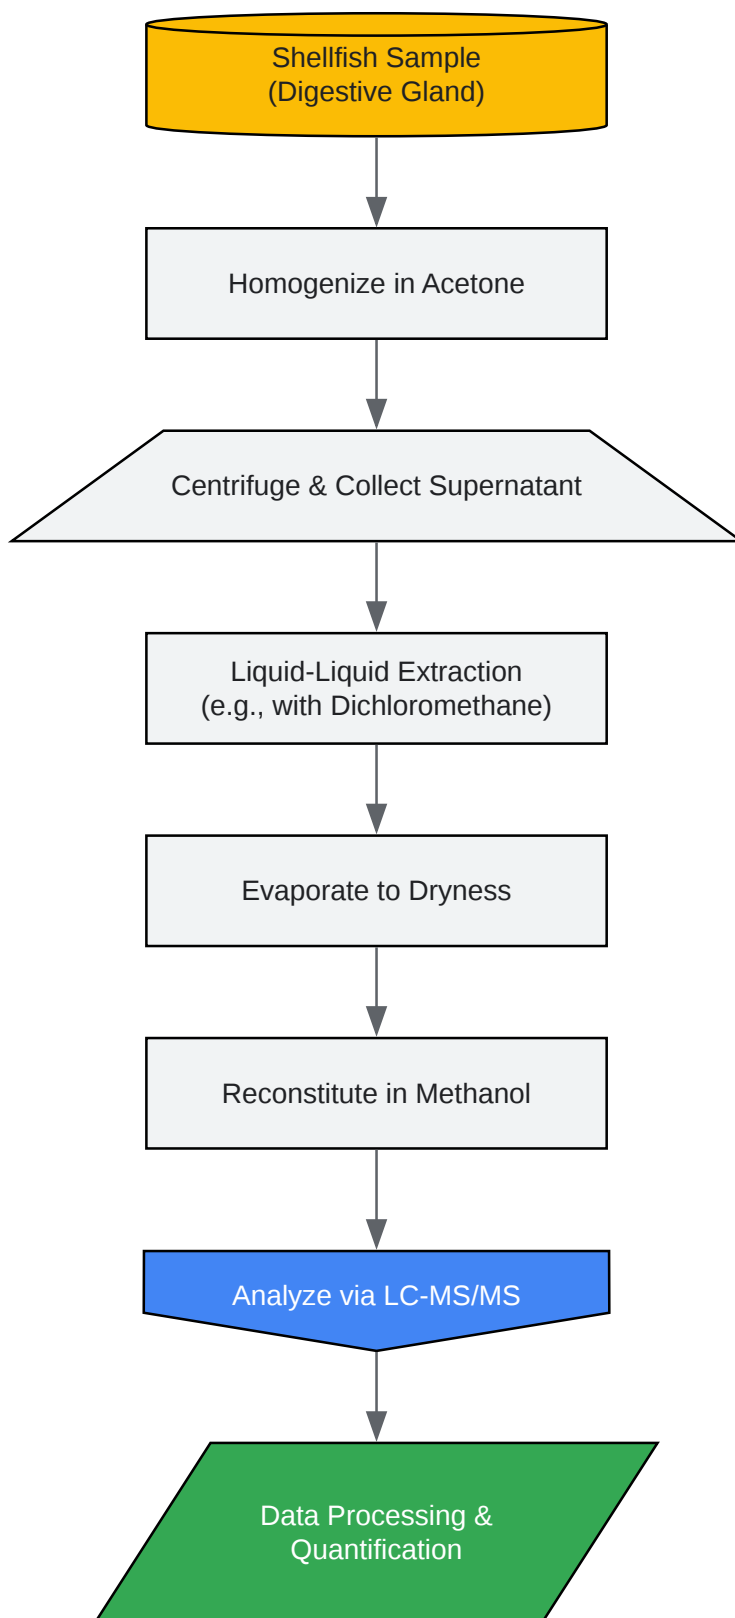 Shellfish Sample
(Digestive Gland)
Homogenize in Acetone
Centrifuge & Collect Supernatant
Liquid-Liquid Extraction
(e.g., with Dichloromethane)
Evaporate to Dryness
Reconstitute in Methanol
Analyze via LC-MS/MS
Data Processing &
Quantification